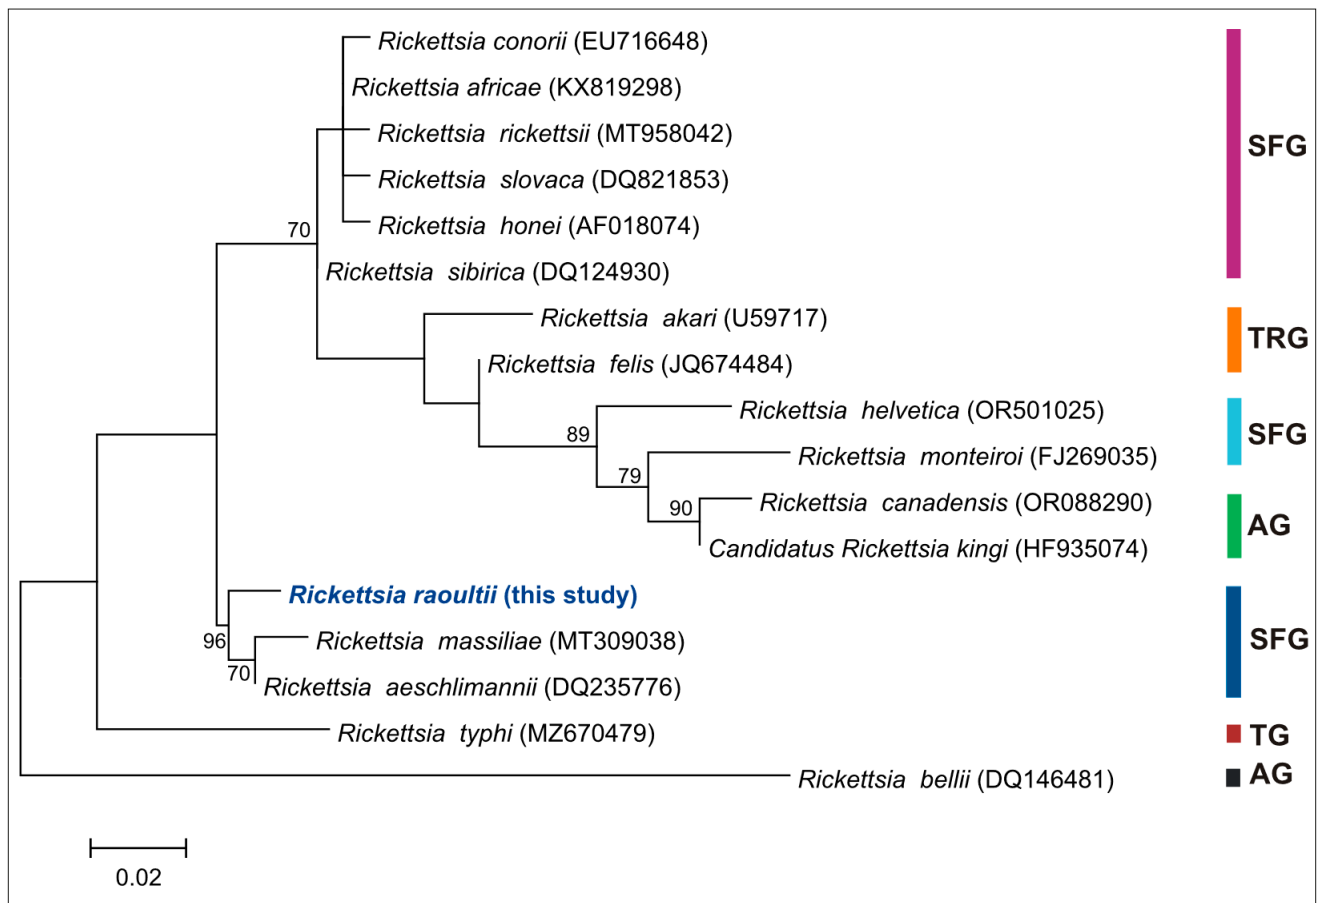 Rickettsia conorii (EU716648)
Rickettsia africae (KX819298)
Rickettsia rickettsii (MT958042)
SFG
Rickettsia slovaca (DQ821853)
70
Rickettsia honei (AF018074)
Rickettsia sibirica (DQ124930)
Rickettsia akari (U59717)
TRG
Rickettsia felis (JQ674484)
Rickettsia helvetica (OR501025)
89
SFG
Rickettsia monteiroi (FJ269035)
79
Rickettsia canadensis (OR088290)
90
AG
Candidatus Rickettsia kingi (HF935074)
Rickettsia raoultii (this study)
96
Rickettsia massiliae (MT309038)
SFG
70
Rickettsia aeschlimannii (DQ235776)
Rickettsia typhi (MZ670479)
TG
Rickettsia bellii (DQ146481)
AG
0.02